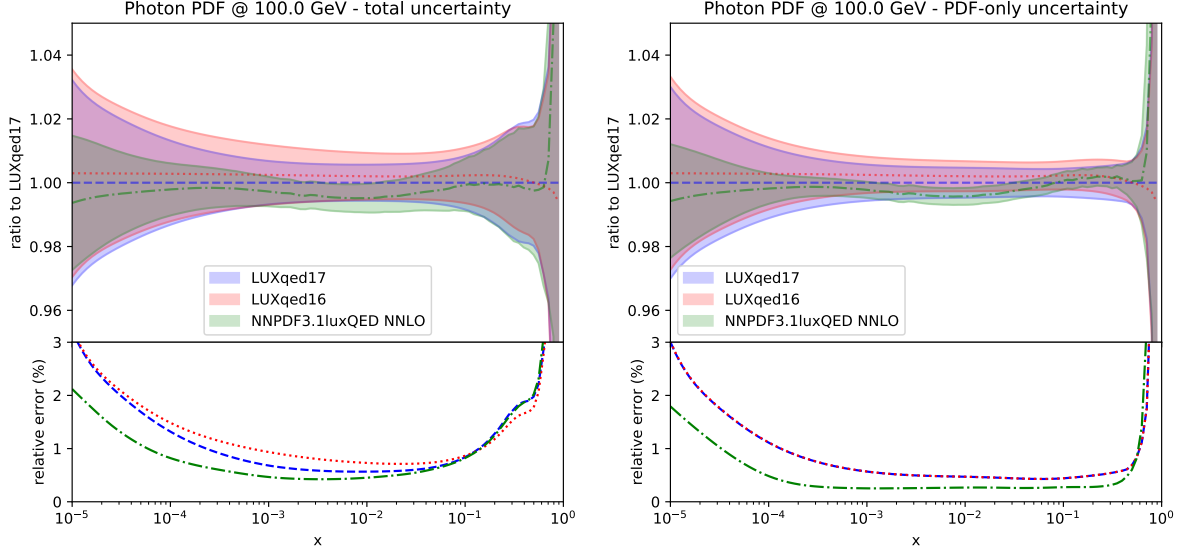 Photon PDF @ 100.0 GeV - total uncertainty
ratio to LUXqed17
1.04
1.02
1.00
0.98
0.96
LUXqed17
LUXqed16
NNPDF3.1luxQED NNLO
relative error (%)
3
2
1
0
10⁻⁵ 10⁻⁴ 10⁻³ 10⁻² 10⁻¹ 10⁰
x
Photon PDF @ 100.0 GeV - PDF-only uncertainty
ratio to LUXqed17
1.04
1.02
1.00
0.98
0.96
LUXqed17
LUXqed16
NNPDF3.1luxQED NNLO
relative error (%)
3
2
1
0
10⁻⁵ 10⁻⁴ 10⁻³ 10⁻² 10⁻¹ 10⁰
x